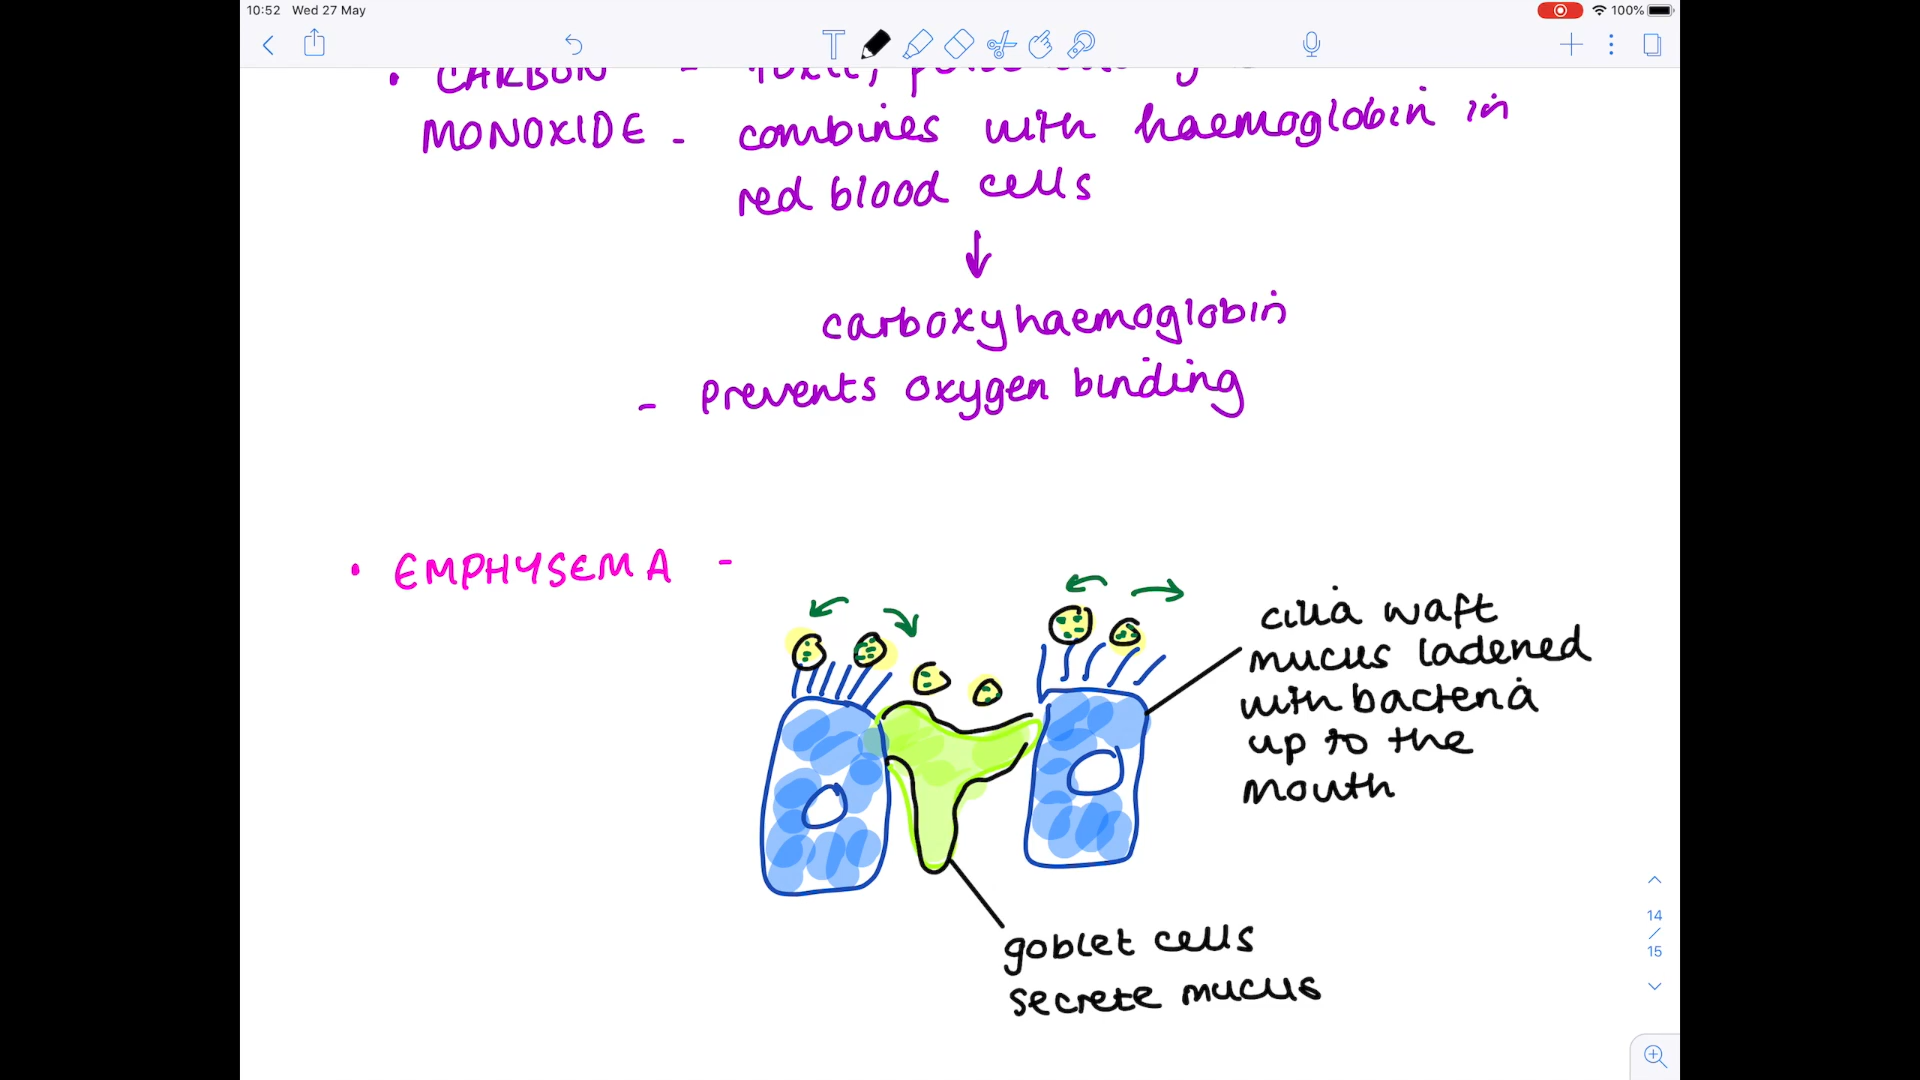 10:52 Wed 27 May
100%
T
• CARBON -
MONOXIDE - combines with haemoglobin in
red blood cells
↓
carboxyhaemoglobin
- prevents oxygen binding
• EMPHYSEMA -
cilia waft
mucus ladened
with bacteria
up to the
mouth
goblet cells
secrete mucus
14
/
15